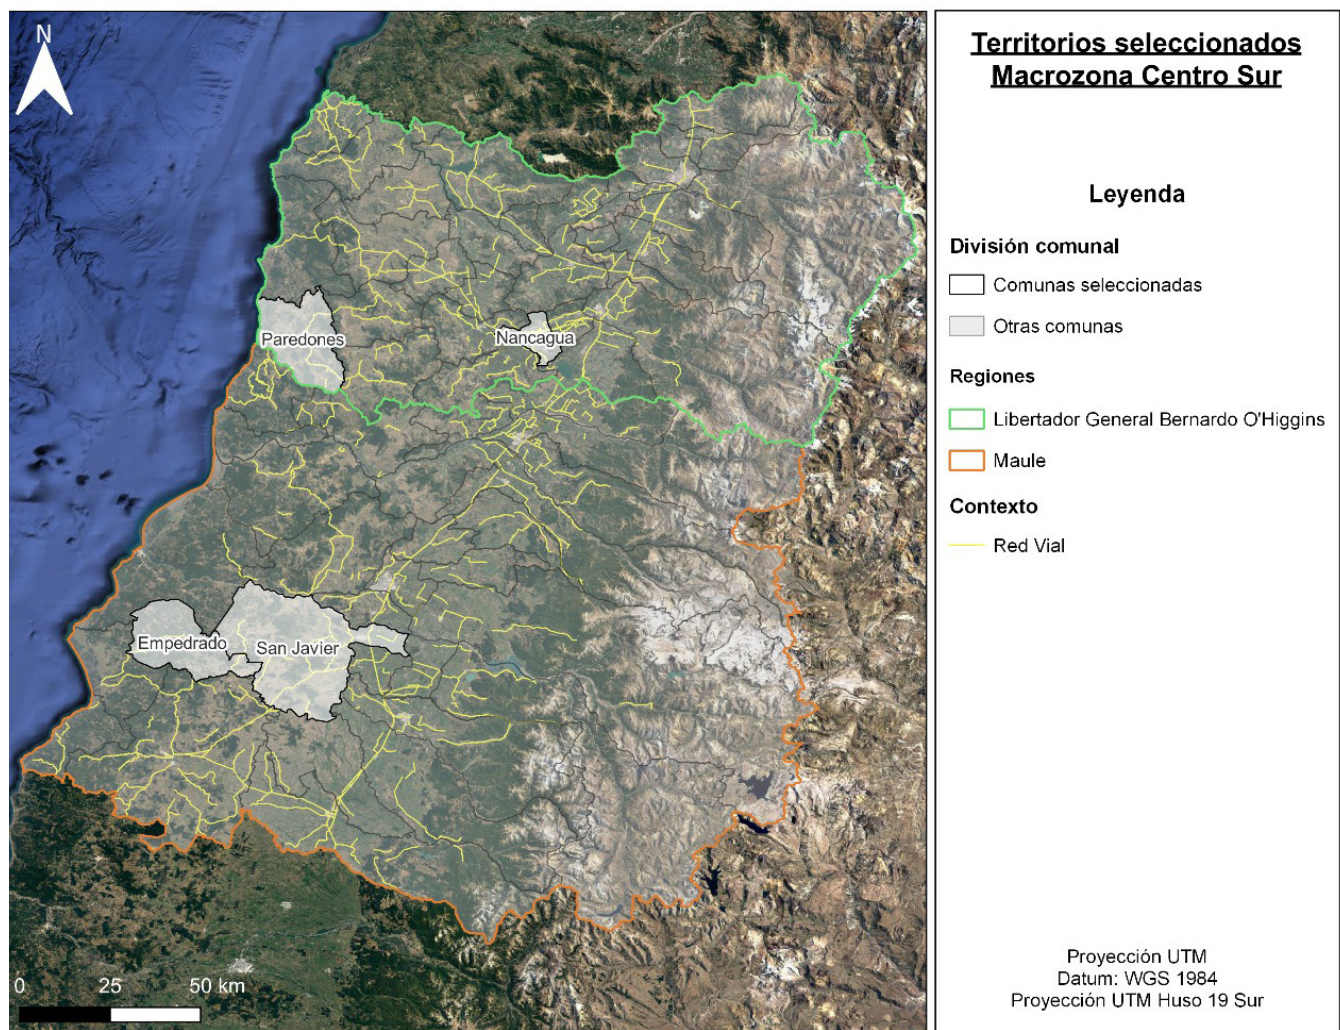 N
Paredones
Nancagua
Empedrado
San Javier
0 25 50 km
Territorios seleccionados
Macrozona Centro Sur
Leyenda
División comunal
Comunas seleccionadas
Otras comunas
Regiones
Libertador General Bernardo O'Higgins
Maule
Contexto
Red Vial
Proyección UTM
Datum: WGS 1984
Proyección UTM Huso 19 Sur